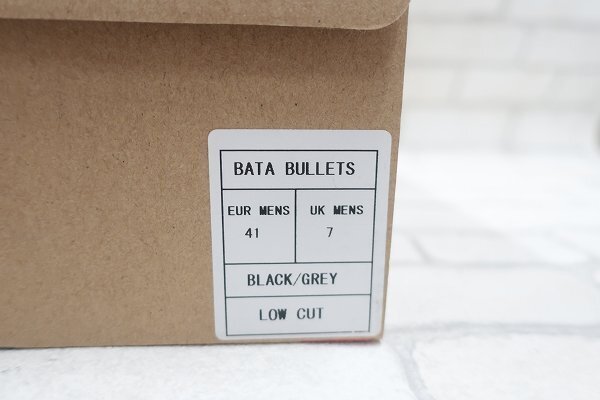 BATA BULLETS
EUR MENS UK MENS
41 7
BLACK/GREY
LOW CUT